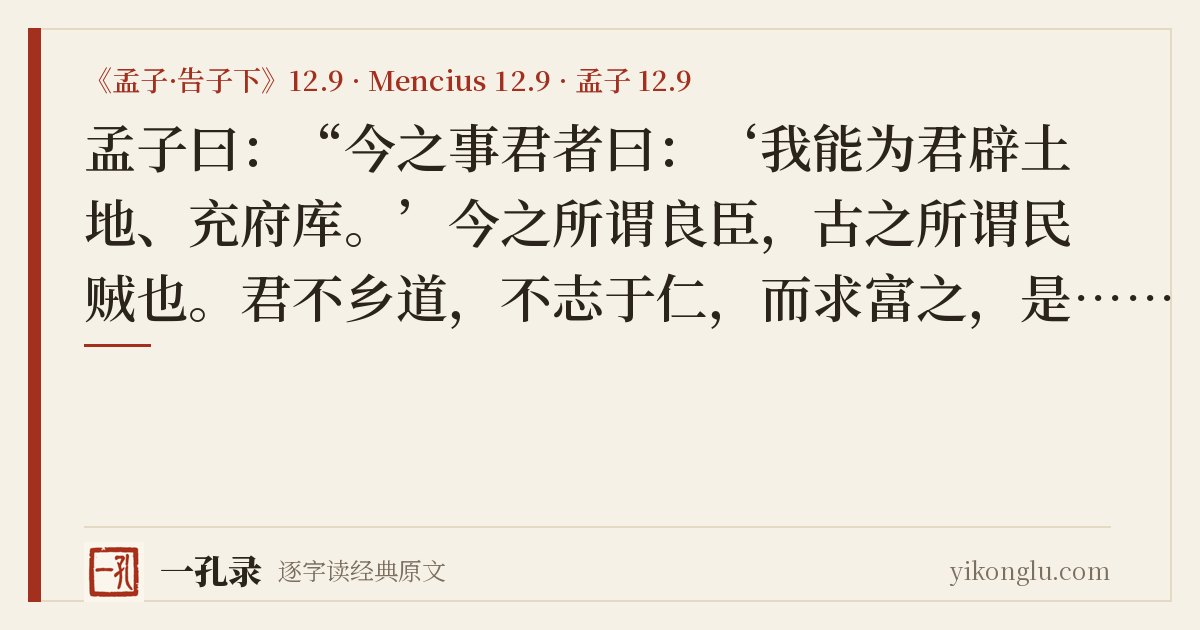 《孟子·告子下》12.9 · Mencius 12.9 · 孟子 12.9
孟子曰：“今之事君者曰：‘我能为君辟土
地、充府库。’今之所谓良臣，古之所谓民
贼也。君不乡道，不志于仁，而求富之，是……
一孔
一孔录 逐字读经典原文
yikonglu.com